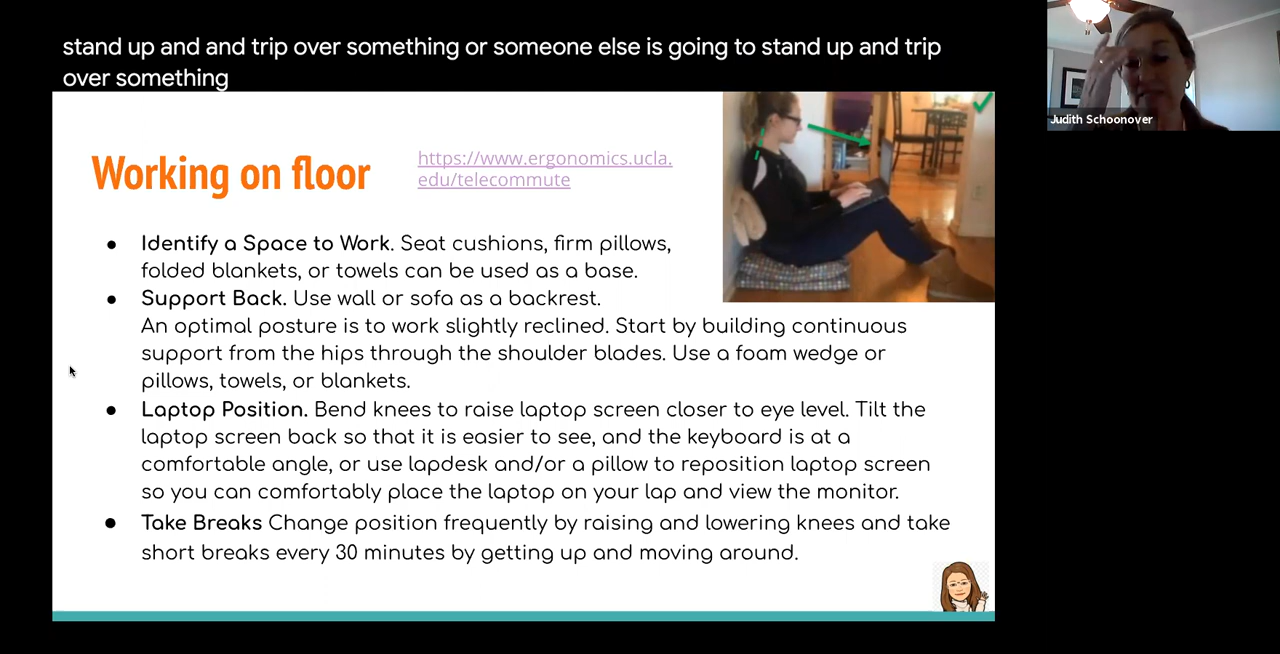 stand up and and trip over something or someone else is going to stand up and trip
over something
Judith Schoonover
Working on floor
https://www.ergonomics.ucla.
edu/telecommute
● Identify a Space to Work. Seat cushions, firm pillows,
folded blankets, or towels can be used as a base.
● Support Back. Use wall or sofa as a backrest.
An optimal posture is to work slightly reclined. Start by building continuous
support from the hips through the shoulder blades. Use a foam wedge or
pillows, towels, or blankets.
● Laptop Position. Bend knees to raise laptop screen closer to eye level. Tilt the
laptop screen back so that it is easier to see, and the keyboard is at a
comfortable angle, or use lapdesk and/or a pillow to reposition laptop screen
so you can comfortably place the laptop on your lap and view the monitor.
● Take Breaks Change position frequently by raising and lowering knees and take
short breaks every 30 minutes by getting up and moving around.